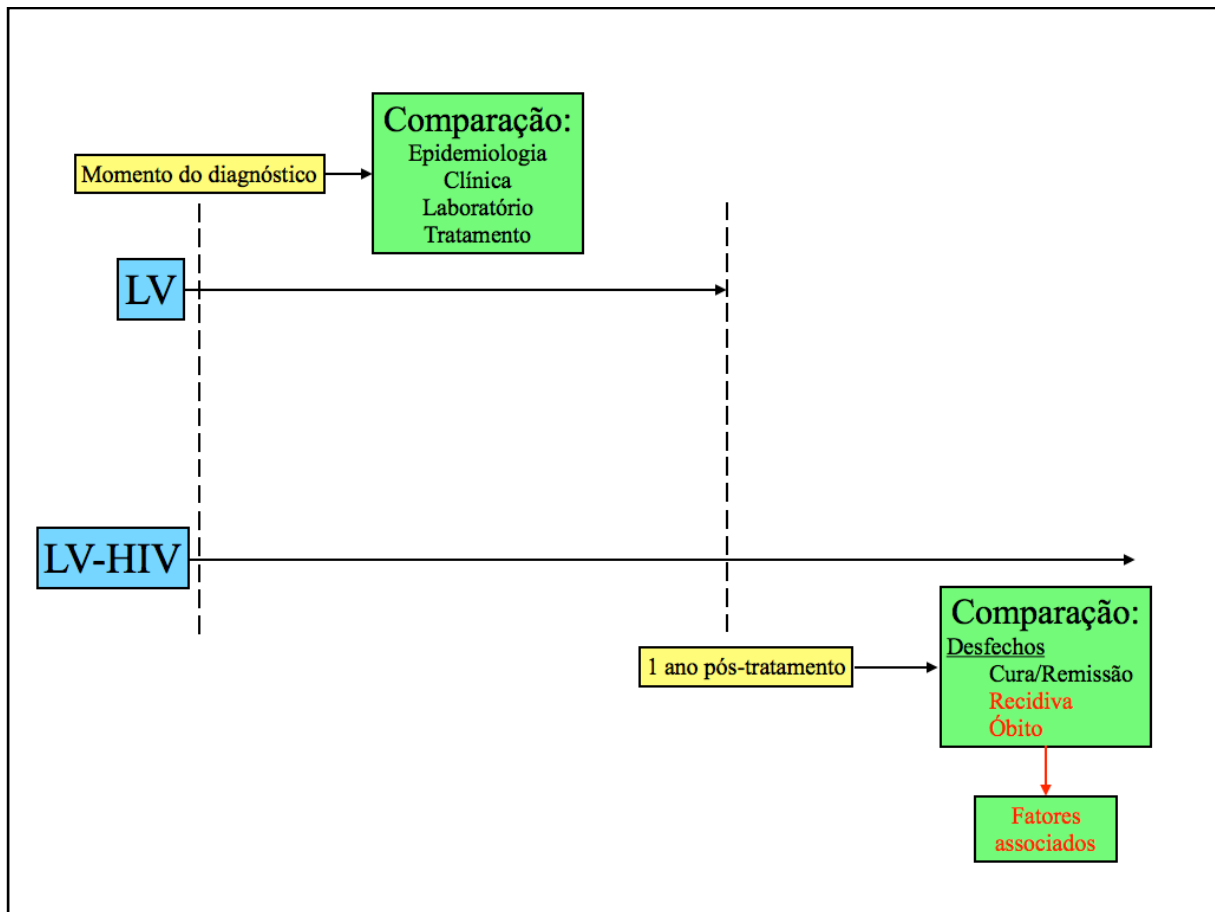 Comparação:
Epidemiologia
Clínica
Laboratório
Tratamento
Momento do diagnóstico
LV
LV-HIV
1 ano pós-tratamento
Comparação:
Desfechos
Cura/Remissão
Recidiva
Óbito
Fatores
associados